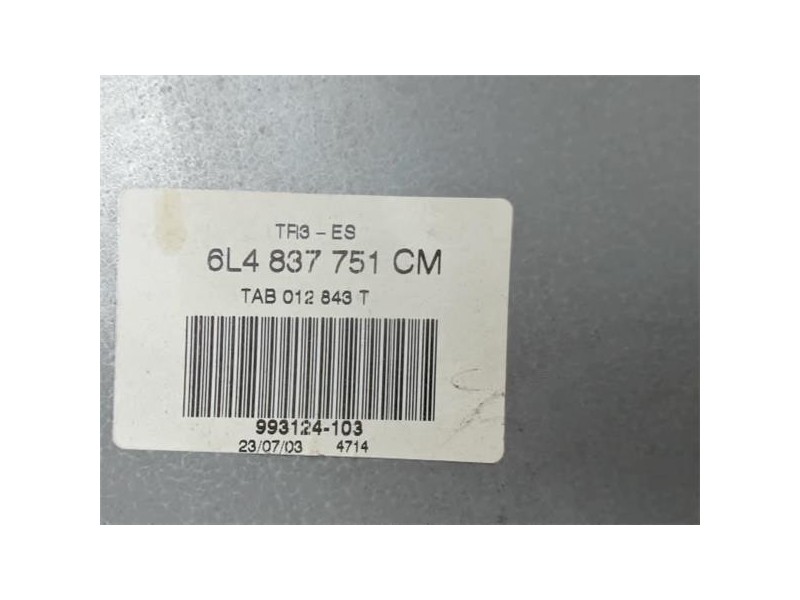 TR3 - ES
6L4 837 751 CM
TAB 012 843 T
993124-103
23/07/03 4714